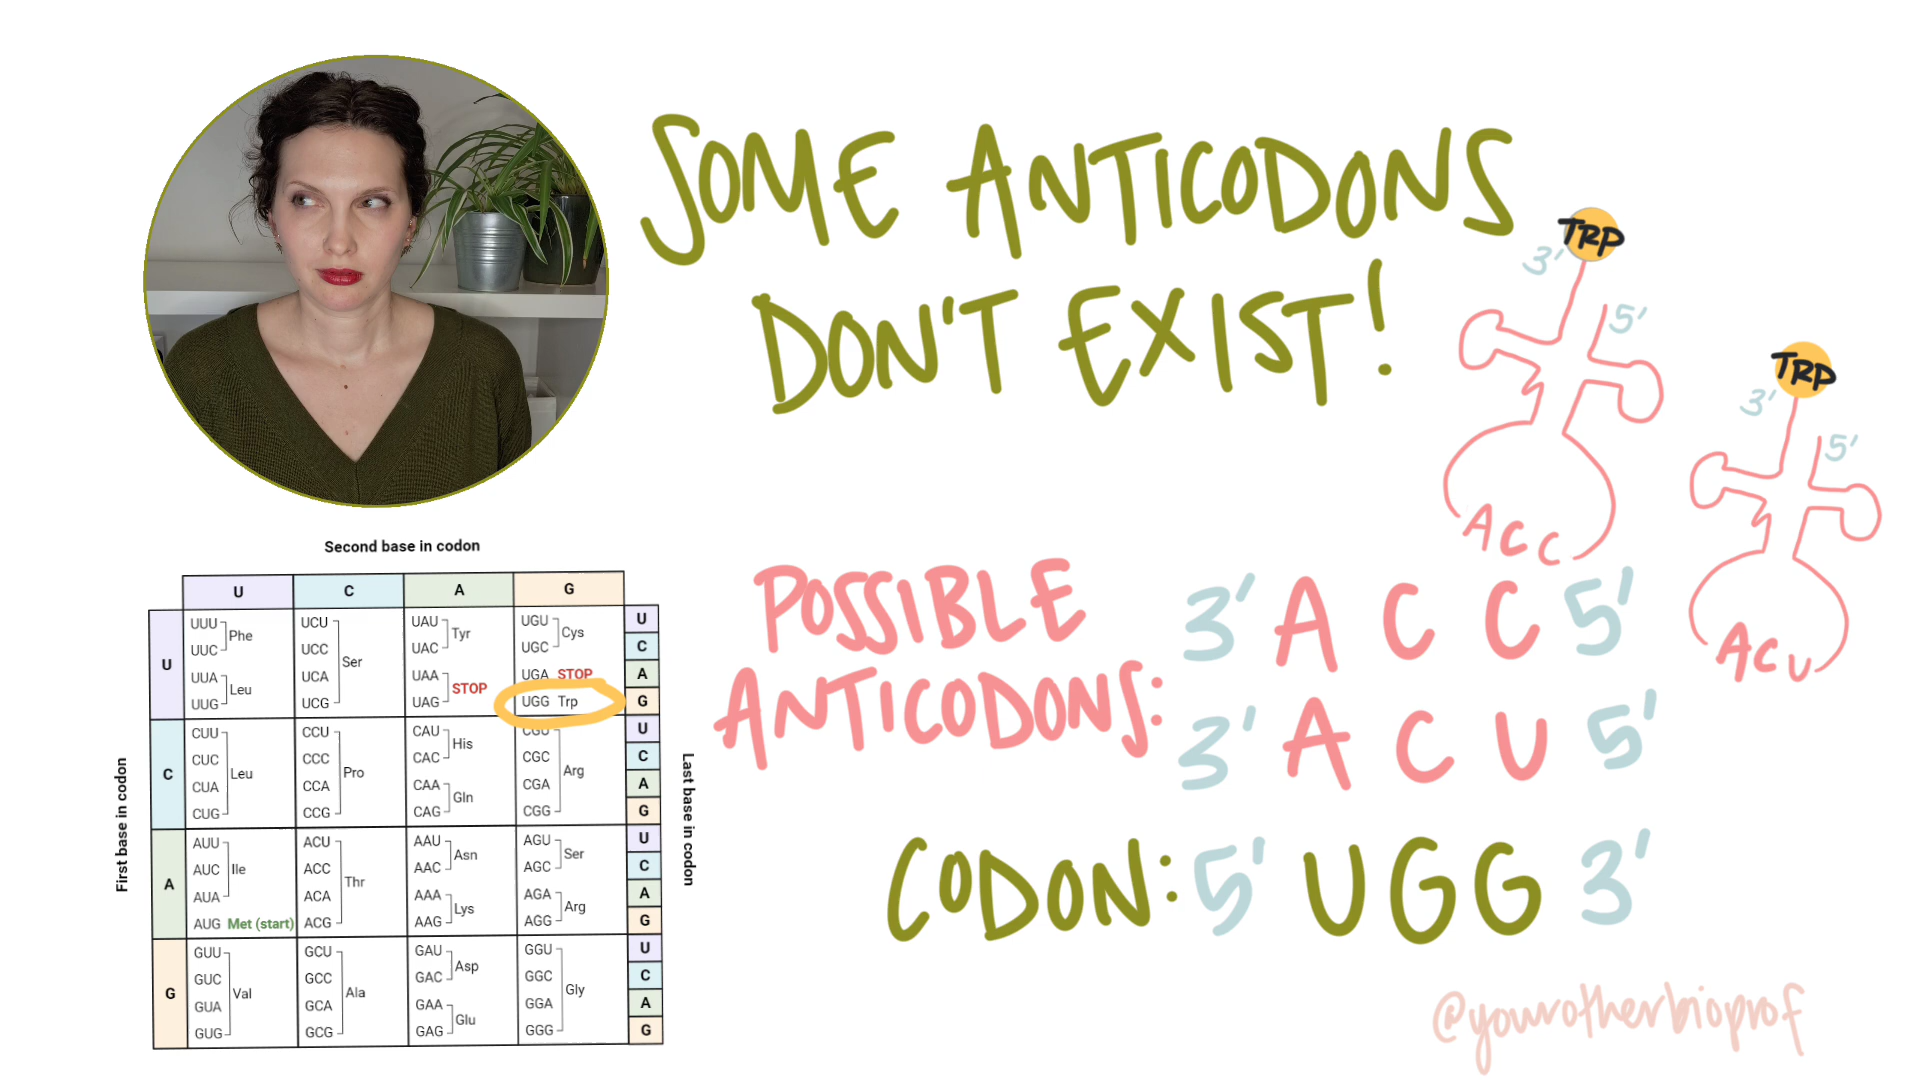 SOME ANTICODONS
DON'T EXIST!
TRP
3'
5'
ACC
TRP
3'
5'
ACU
POSSIBLE
ANTICODONS:
3' A C C 5'
3' A C U 5'
CODON: 5' UGG 3'
@yourotherbioprof
Second base in codon
U C A G
First base in codon
Last base in codon
U
UUU
UUC
Phe
UUA
UUG
Leu
UCU
UCC
UCA
UCG
Ser
UAU
UAC
Tyr
UAA
UAG
STOP
UGU
UGC
Cys
UGA STOP
UGG Trp
U
C
A
G
C
CUU
CUC
CUA
CUG
Leu
CCU
CCC
CCA
CCG
Pro
CAU
CAC
His
CAA
CAG
Gln
CGU
CGC
CGA
CGG
Arg
U
C
A
G
A
AUU
AUC
AUA
Ile
AUG Met (start)
ACU
ACC
ACA
ACG
Thr
AAU
AAC
Asn
AAA
AAG
Lys
AGU
AGC
Ser
AGA
AGG
Arg
U
C
A
G
G
GUU
GUC
GUA
GUG
Val
GCU
GCC
GCA
GCG
Ala
GAU
GAC
Asp
GAA
GAG
Glu
GGU
GGC
GGA
GGG
Gly
U
C
A
G